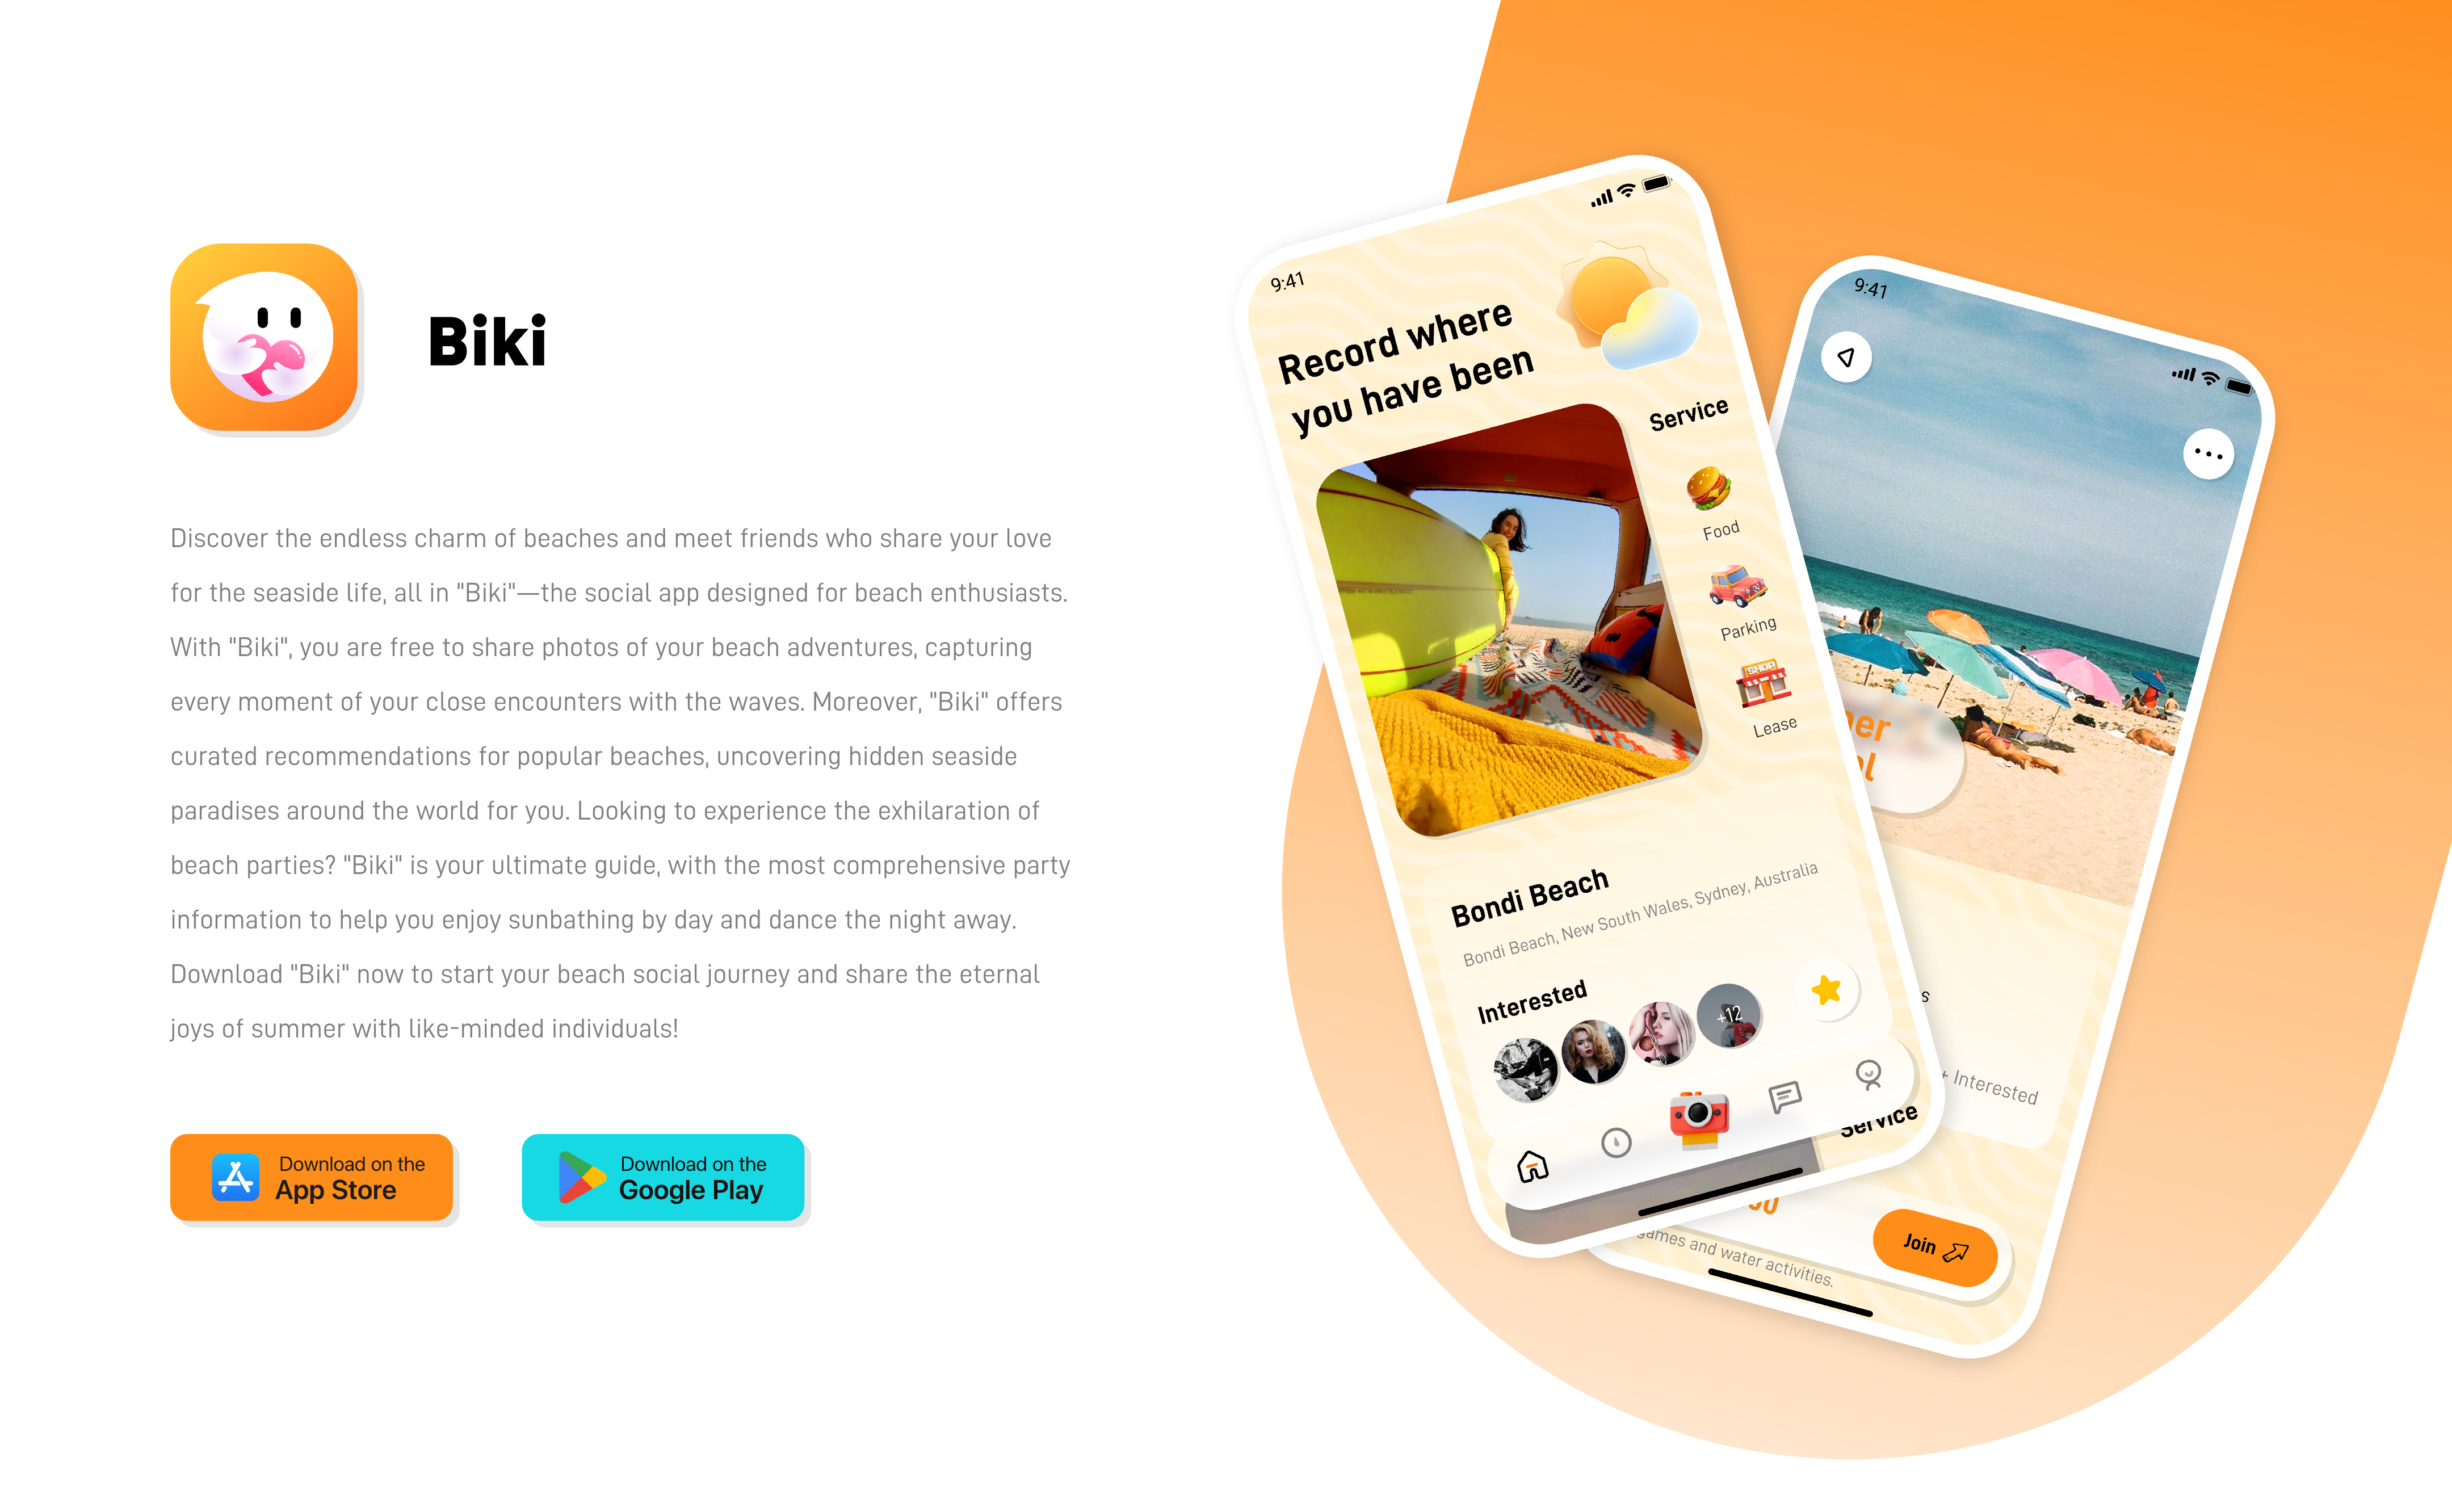 Biki
Discover the endless charm of beaches and meet friends who share your love
for the seaside life, all in "Biki"—the social app designed for beach enthusiasts.
With "Biki", you are free to share photos of your beach adventures, capturing
every moment of your close encounters with the waves. Moreover, "Biki" offers
curated recommendations for popular beaches, uncovering hidden seaside
paradises around the world for you. Looking to experience the exhilaration of
beach parties? "Biki" is your ultimate guide, with the most comprehensive party
information to help you enjoy sunbathing by day and dance the night away.
Download "Biki" now to start your beach social journey and share the eternal
joys of summer with like-minded individuals!
Download on the
App Store
Download on the
Google Play
9:41
Record where
you have been
Service
Food
Parking
SHOP
Lease
Bondi Beach
Bondi Beach, New South Wales, Sydney, Australia
Interested
+12
Service
9:41
+ Interested
Join
games and water activities.